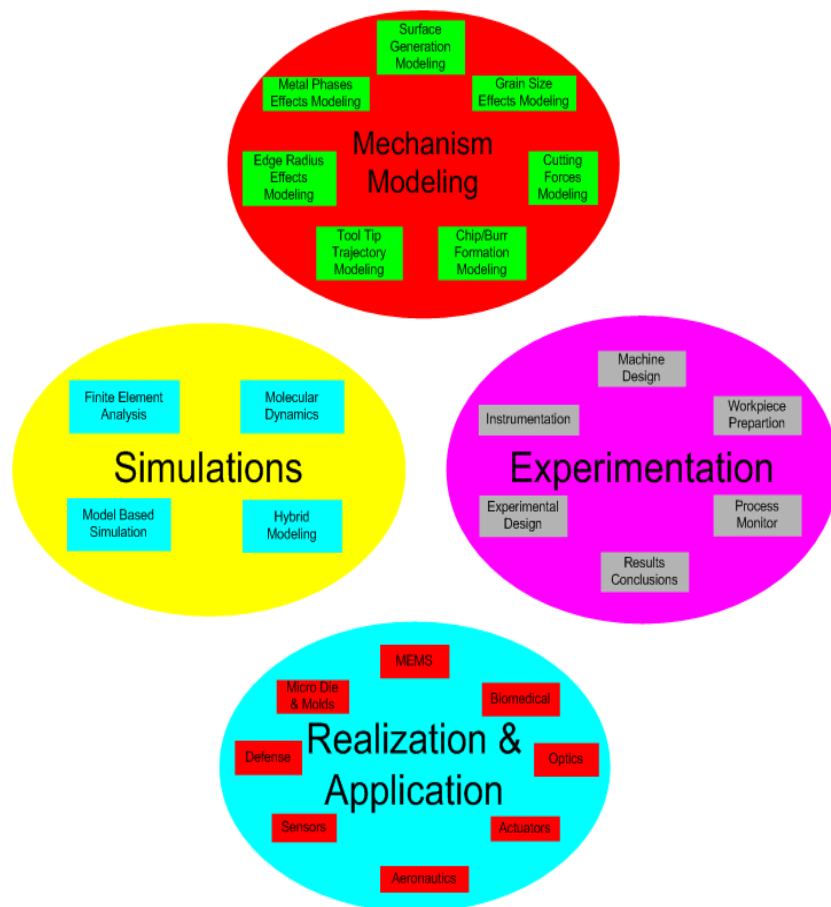 Surface
Generation
Modeling
Metal Phases
Effects Modeling
Grain Size
Effects Modeling
Mechanism
Modeling
Edge Radius
Effects
Modeling
Cutting
Forces
Modeling
Tool Tip
Trajectory
Modeling
Chip/Burr
Formation
Modeling
Finite Element
Analysis
Molecular
Dynamics
Simulations
Model Based
Simulation
Hybrid
Modeling
Machine
Design
Instrumentation
Workpiece
Prepartion
Experimentation
Experimental
Design
Process
Monitor
Results
Conclusions
MEMS
Micro Die
& Molds
Biomedical
Realization &
Application
Defense
Optics
Sensors
Actuators
Aeronautics